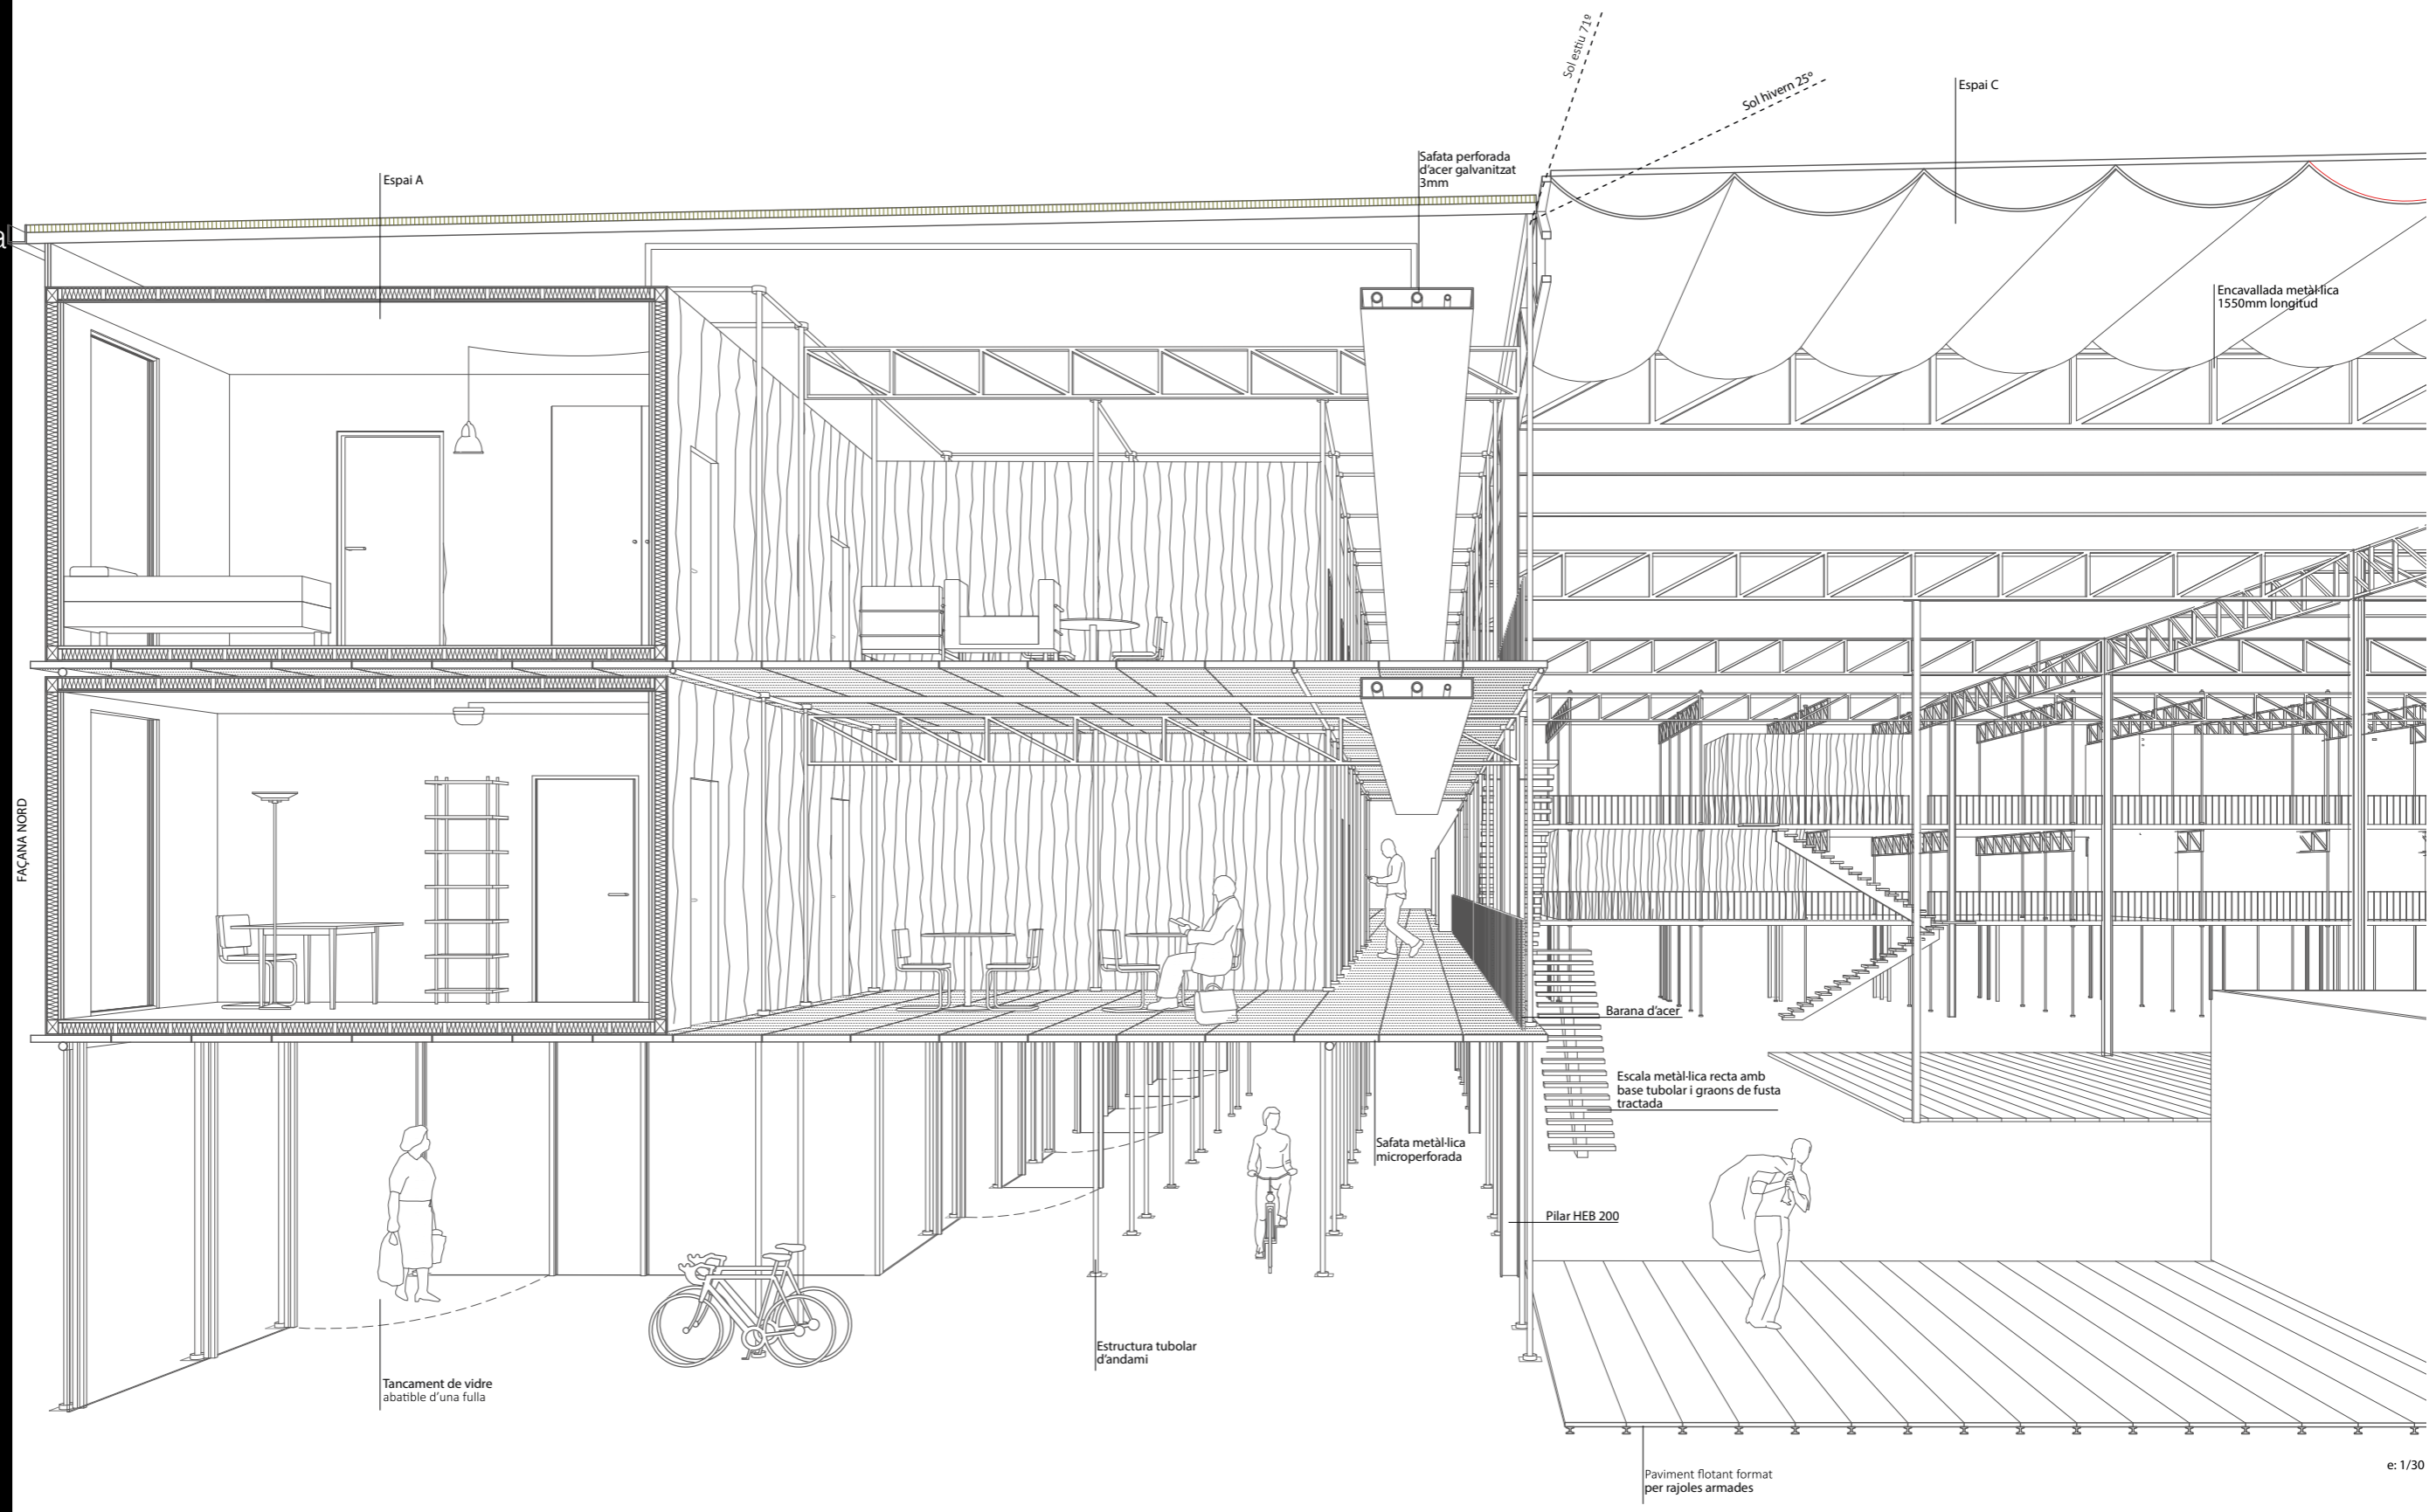 Sol estiu 71º
Sol hivern 25º
Espai C
Safata perforada
d'acer galvanitzat
3mm
Espai A
a
Encavallada metàl·lica
1550mm longitud
FAÇANA NORD
Barana d'acer
Escala metàl·lica recta amb
base tubolar i graons de fusta
tractada
Safata metàl·lica
microperforada
Pilar HEB 200
Estructura tubolar
d'andami
Tancament de vidre
abatible d'una fulla
Paviment flotant format
per rajoles armades
e: 1/30